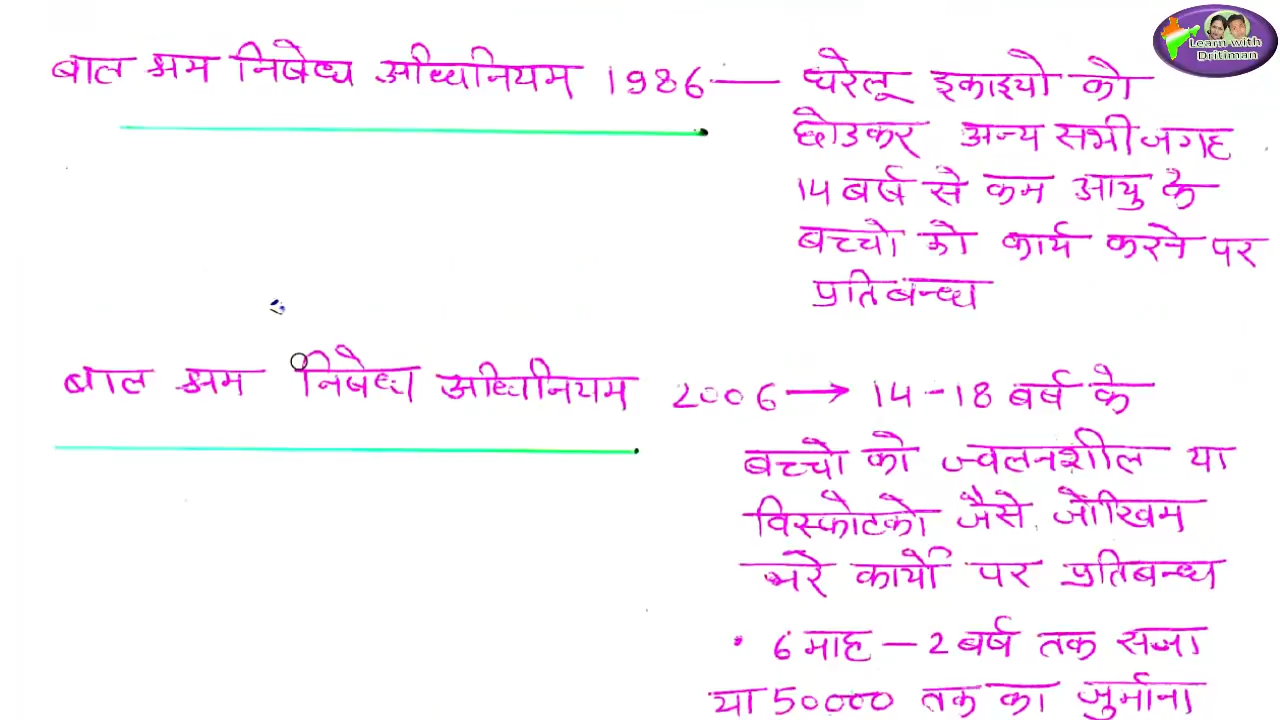 Learn with
Dritiman
बाल श्रम निषेध अधिनियम 1986 — घरेलू इकाइयो को
छोडकर अन्य सभी जगह
14 बर्ष से कम आयु के
बच्चो को कार्य करने पर
प्रतिबन्ध
बाल श्रम निषेध अधिनियम 2006 → 14 - 18 बर्ष के
बच्चो को ज्वलनशील या
विस्फोटको जैसे जोखिम
भरे कार्यो पर प्रतिबन्ध
• 6 माह — 2 बर्ष तक सजा
या 50000 तक का जुर्माना